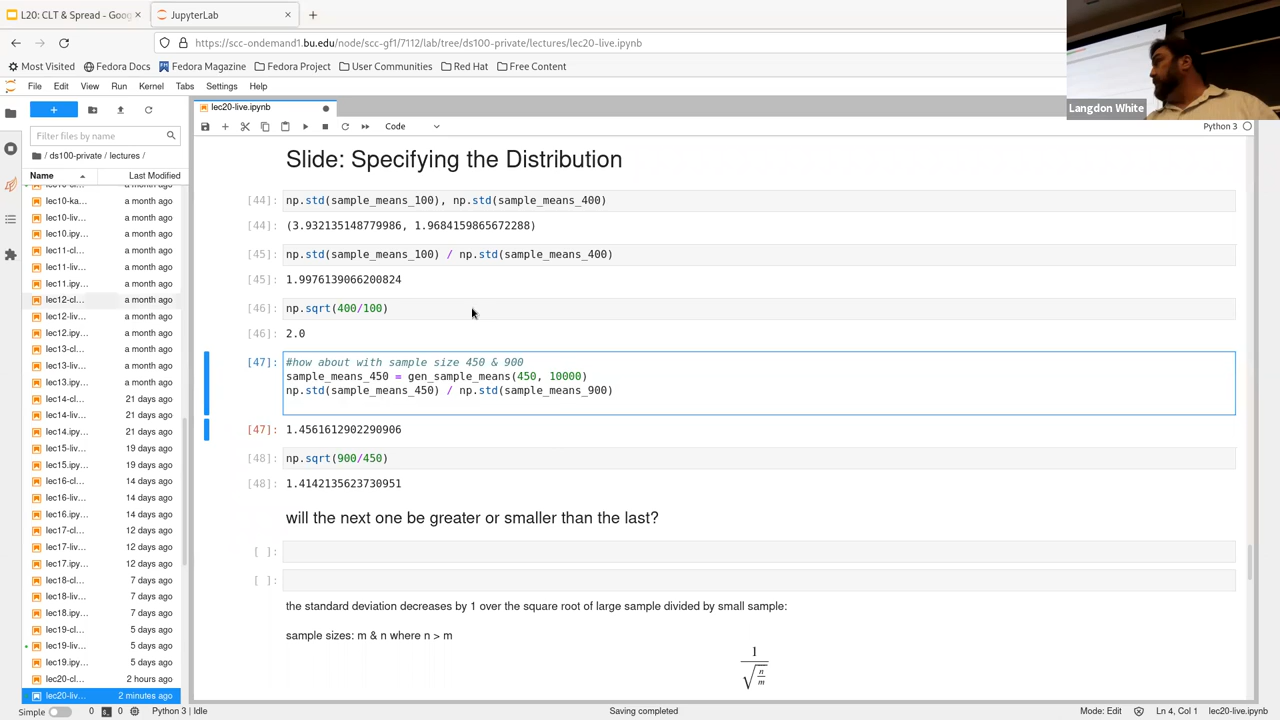 L20: CLT & Spread - Goog
JupyterLab
https://scc-ondemand1.bu.edu/node/scc-gf1/7112/lab/tree/ds100-private/lectures/lec20-live.ipynb
Most Visited
Fedora Docs
Fedora Magazine
Fedora Project
User Communities
Red Hat
Free Content
Langdon White
File Edit View Run Kernel Tabs Settings Help
lec20-live.ipynb
Filter files by name
Code
Python 3
/ ds100-private / lectures /
Name Last Modified
lec10-ka... a month ago
lec10-liv... a month ago
lec10.ipy... a month ago
lec11-cl... a month ago
lec11-liv... a month ago
lec11.ipy... a month ago
lec12-cl... a month ago
lec12-liv... a month ago
lec12.ipy... a month ago
lec13-cl... a month ago
lec13-liv... a month ago
lec13.ipy... a month ago
lec14-cl... 21 days ago
lec14-liv... 21 days ago
lec14.ipy... 21 days ago
lec15-liv... 19 days ago
lec15.ipy... 19 days ago
lec16-cl... 14 days ago
lec16-liv... 14 days ago
lec16.ipy... 14 days ago
lec17-cl... 12 days ago
lec17-liv... 12 days ago
lec17.ipy... 12 days ago
lec18-cl... 7 days ago
lec18-liv... 7 days ago
lec18.ipy... 7 days ago
lec19-cl... 5 days ago
lec19-liv... 5 days ago
lec19.ipy... 5 days ago
lec20-cl... 2 hours ago
lec20-liv... 2 minutes ago
Slide: Specifying the Distribution
[44]: np.std(sample_means_100), np.std(sample_means_400)
[44]: (3.932135148779986, 1.9684159865672288)
[45]: np.std(sample_means_100) / np.std(sample_means_400)
[45]: 1.9976139066200824
[46]: np.sqrt(400/100)
[46]: 2.0
[47]: #how about with sample size 450 & 900
sample_means_450 = gen_sample_means(450, 10000)
np.std(sample_means_450) / np.std(sample_means_900)
[47]: 1.4561612902290906
[48]: np.sqrt(900/450)
[48]: 1.4142135623730951
will the next one be greater or smaller than the last?
[ ]:
[ ]:
the standard deviation decreases by 1 over the square root of large sample divided by small sample:
sample sizes: m & n where n > m
1
√
n
m
Simple 0 0 Python 3 | Idle Saving completed Mode: Edit Ln 4, Col 1 lec20-live.ipynb